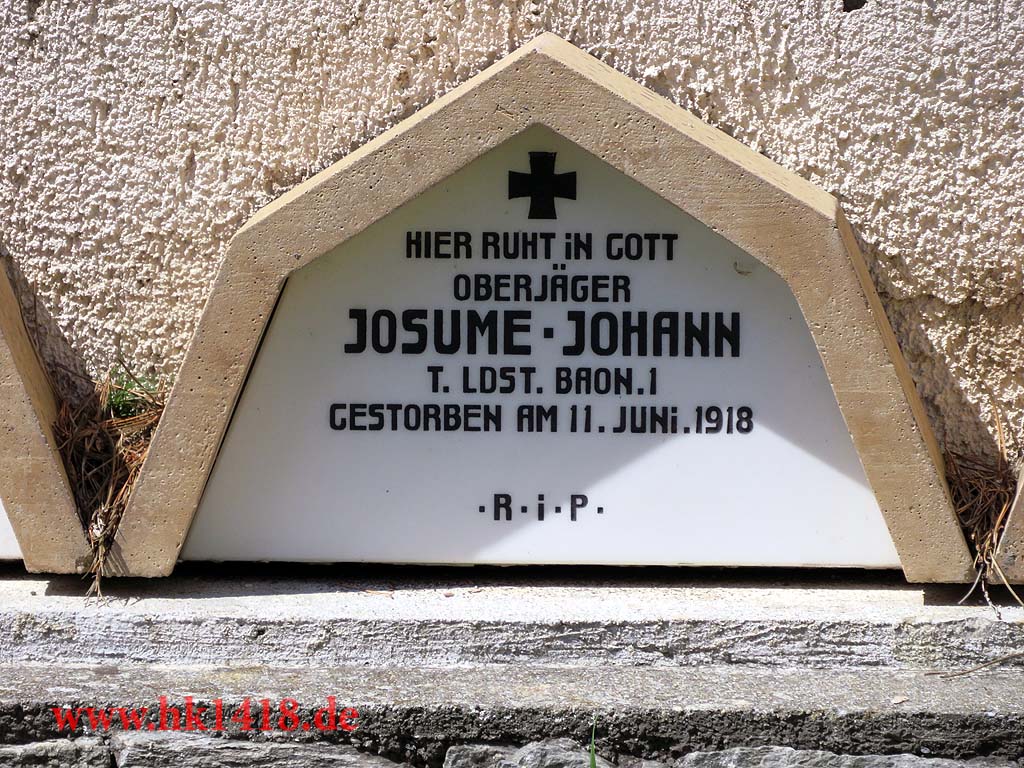 HIER RUHT iN GOTT
OBERJÄGER
JOSUME · JOHANN
T. LDST. BAON. 1
GESTORBEN AM 11. JUNi. 1918
· R · i · P ·
www.hk1418.de